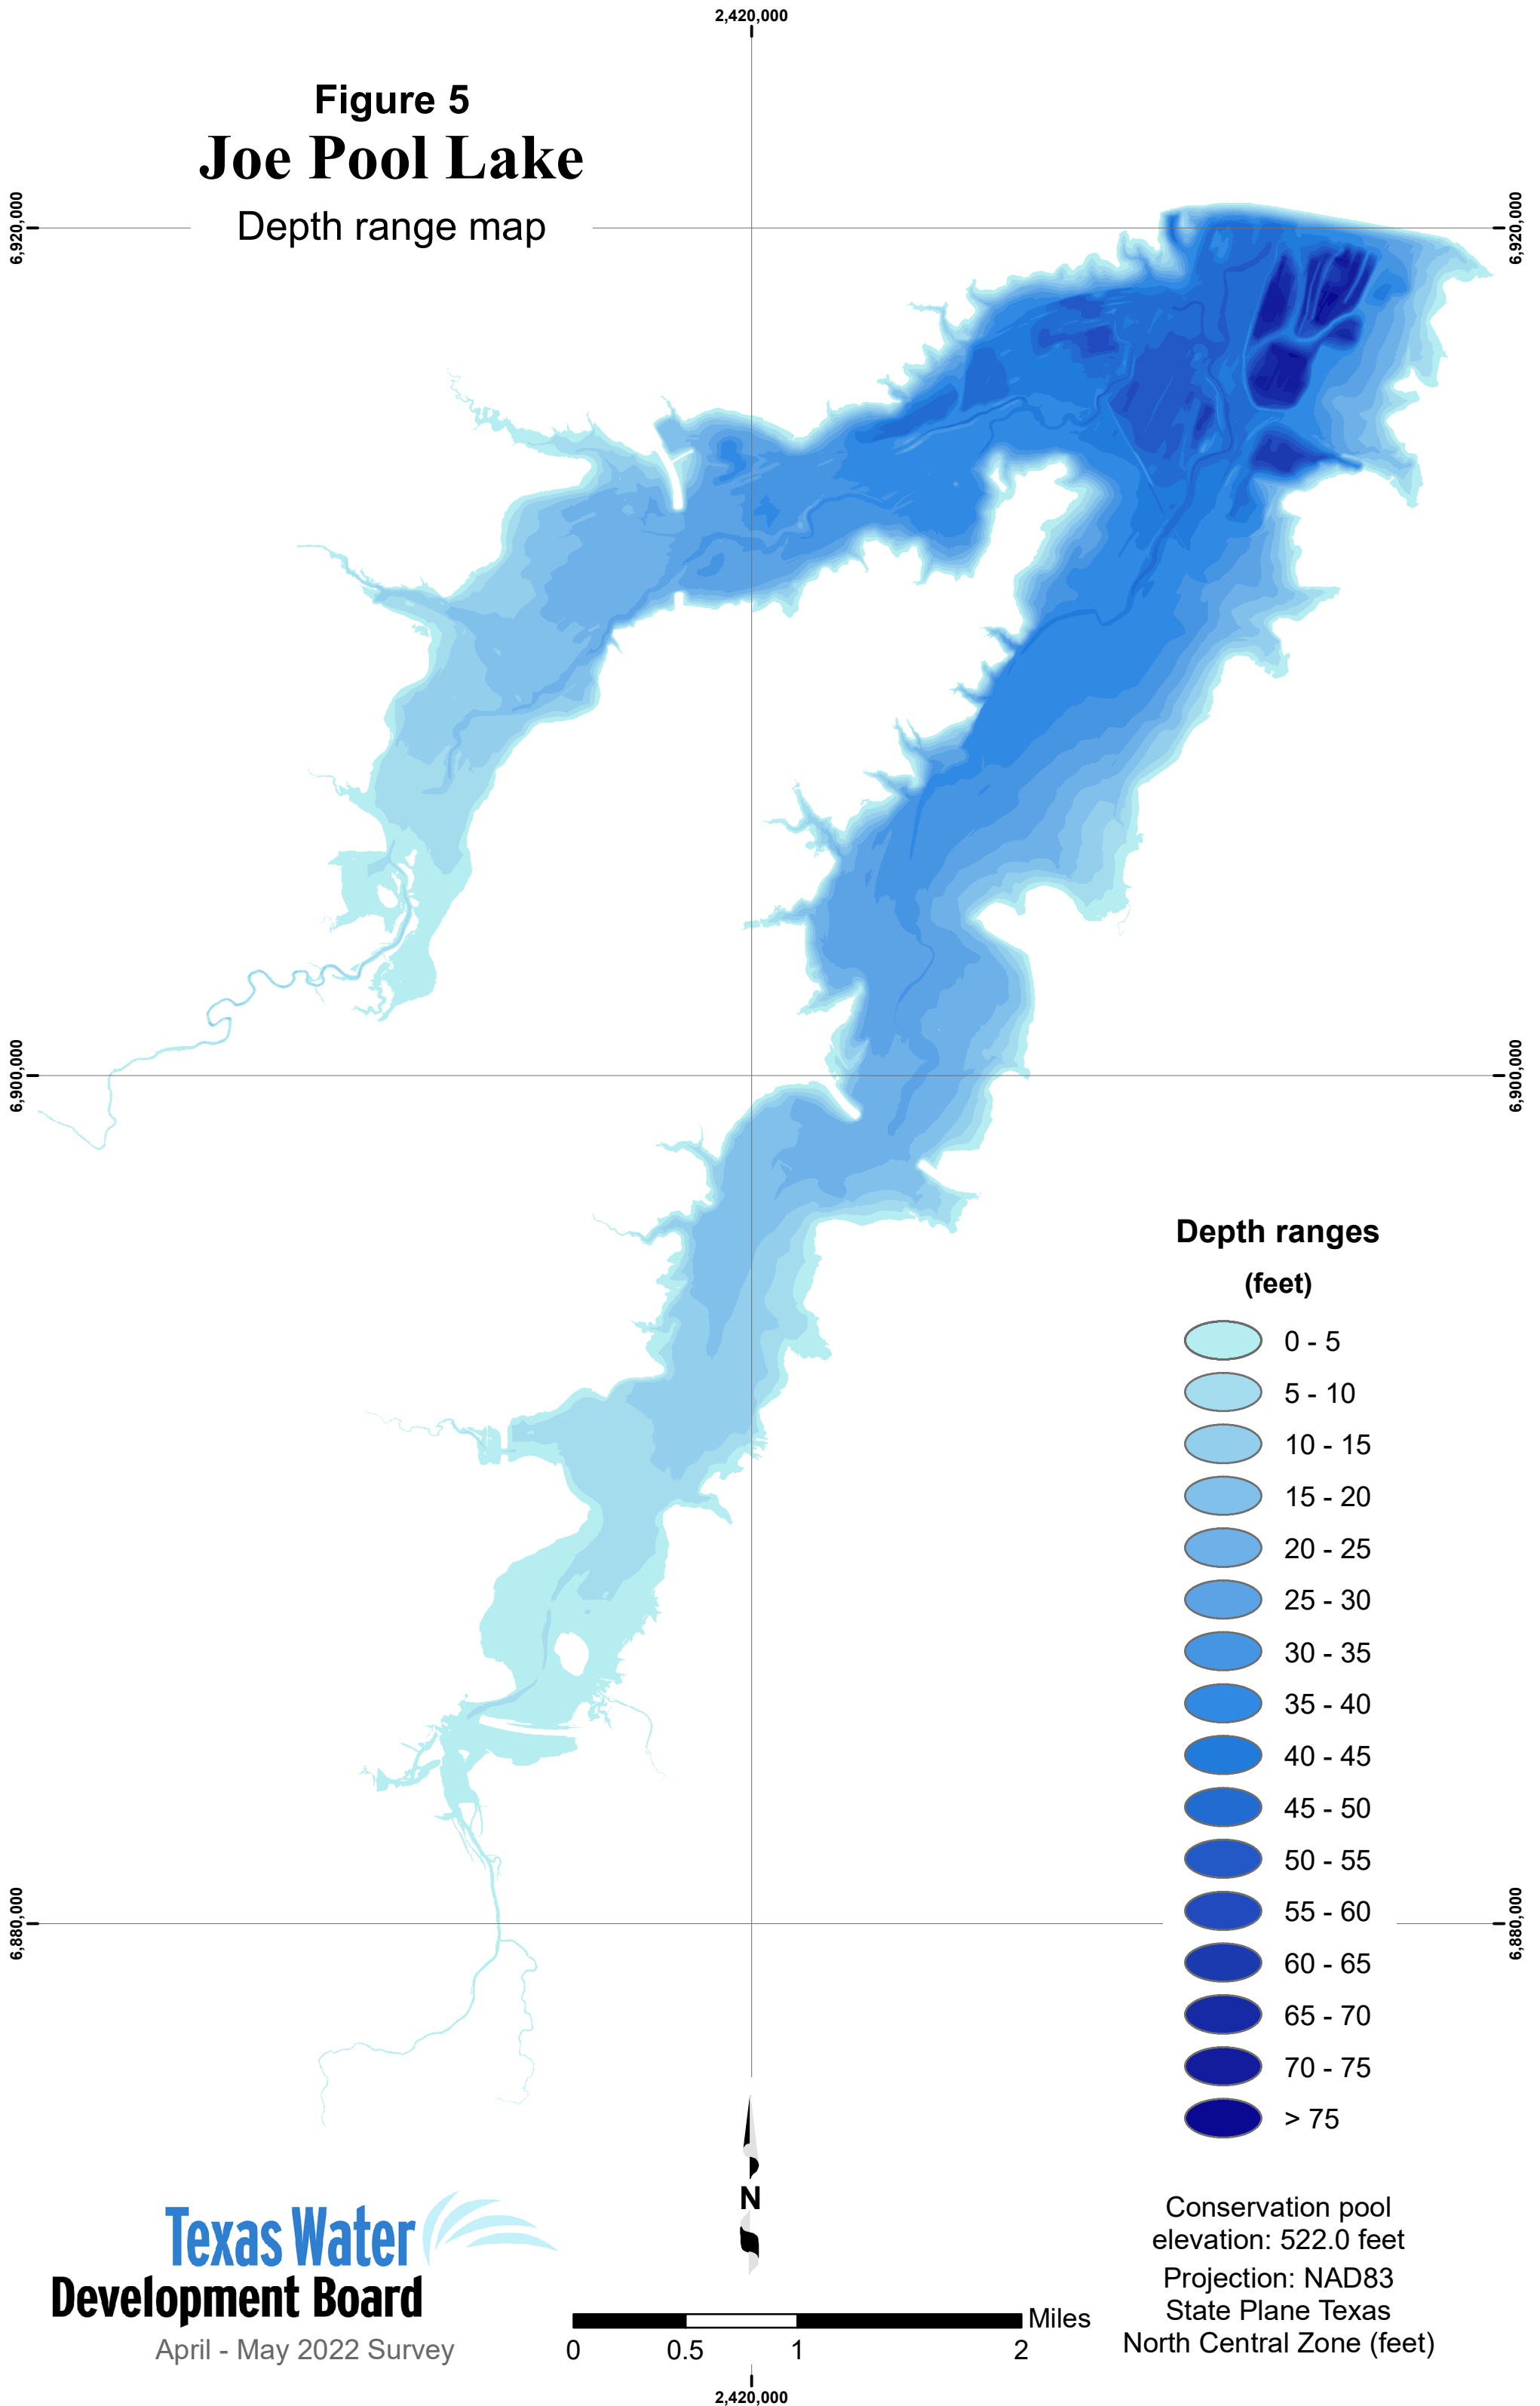 2,420,000
Figure 5
Joe Pool Lake
Depth range map
6,920,000
6,920,000
6,900,000
6,900,000
Depth ranges
(feet)
0 - 5
5 - 10
10 - 15
15 - 20
20 - 25
25 - 30
30 - 35
35 - 40
40 - 45
45 - 50
50 - 55
55 - 60
60 - 65
65 - 70
70 - 75
> 75
6,880,000
6,880,000
N
Texas Water
Development Board
April - May 2022 Survey
Miles
0 0.5 1 2
Conservation pool
elevation: 522.0 feet
Projection: NAD83
State Plane Texas
North Central Zone (feet)
2,420,000